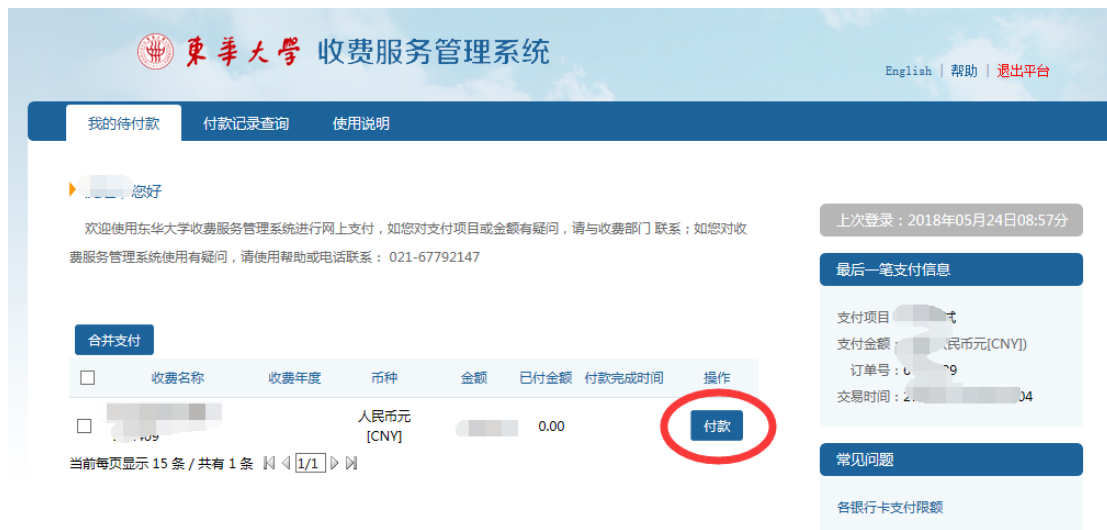 東華大學 收费服务管理系统
English | 帮助 | 退出平台
我的待付款 付款记录查询 使用说明
您好
欢迎使用东华大学收费服务管理系统进行网上支付，如您对支付项目或金额有疑问，请与收费部门 联系；如您对收
费服务管理系统使用有疑问，请使用帮助或电话联系： 021-67792147
合并支付
收费名称 收费年度 币种 金额 已付金额 付款完成时间 操作
人民币元
[CNY]
0.00
付款
当前每页显示 15 条 / 共有 1 条 1/1
上次登录：2018年05月24日08:57分
最后一笔支付信息
支付项目
支付金额： 民币元[CNY])
订单号：
交易时间：
常见问题
各银行卡支付限额